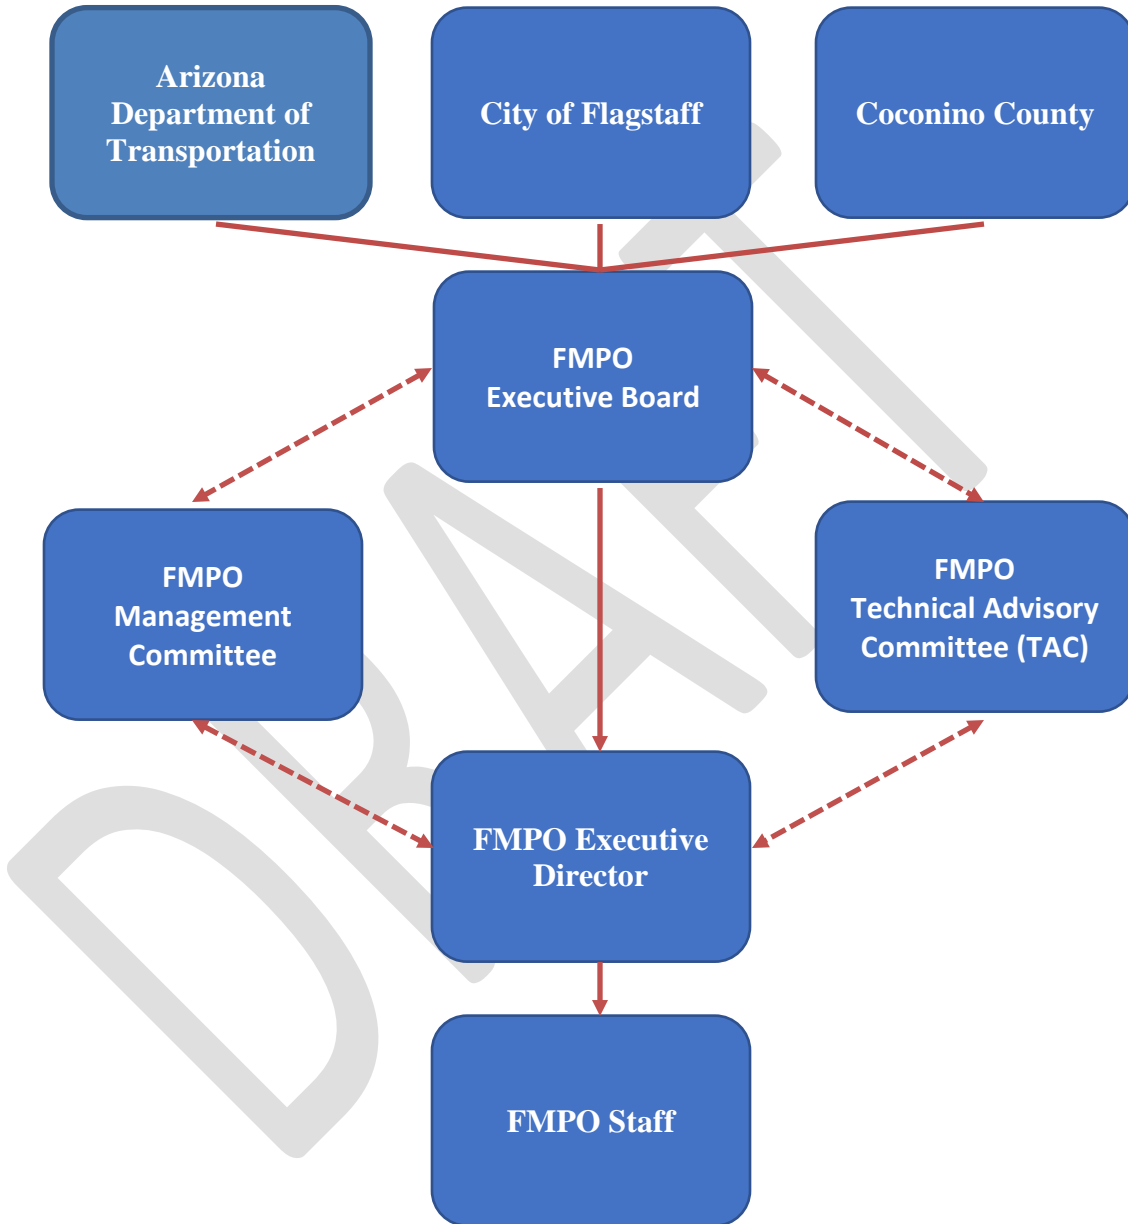 Arizona
Department of
Transportation
City of Flagstaff
Coconino County
FMPO
Executive Board
FMPO
Management
Committee
FMPO
Technical Advisory
Committee (TAC)
FMPO Executive
Director
FMPO Staff
DRAFT